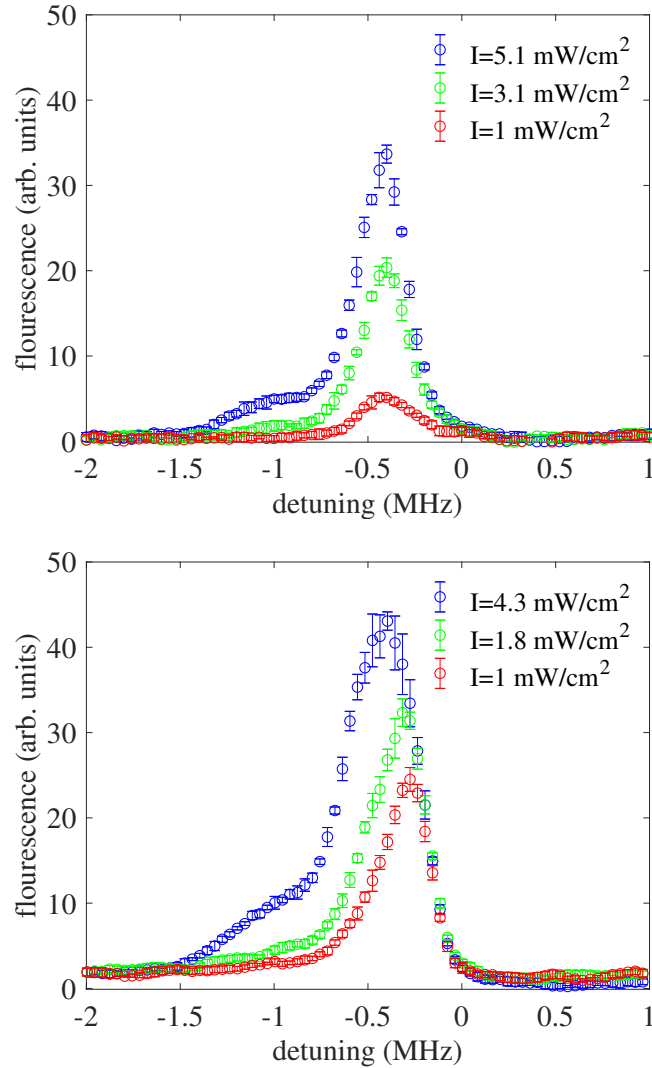 50
40
30
20
10
0
flourescence (arb. units)
I=5.1 mW/cm²
I=3.1 mW/cm²
I=1 mW/cm²
-2 -1.5 -1 -0.5 0 0.5 1
detuning (MHz)
50
40
30
20
10
0
flourescence (arb. units)
I=4.3 mW/cm²
I=1.8 mW/cm²
I=1 mW/cm²
-2 -1.5 -1 -0.5 0 0.5 1
detuning (MHz)